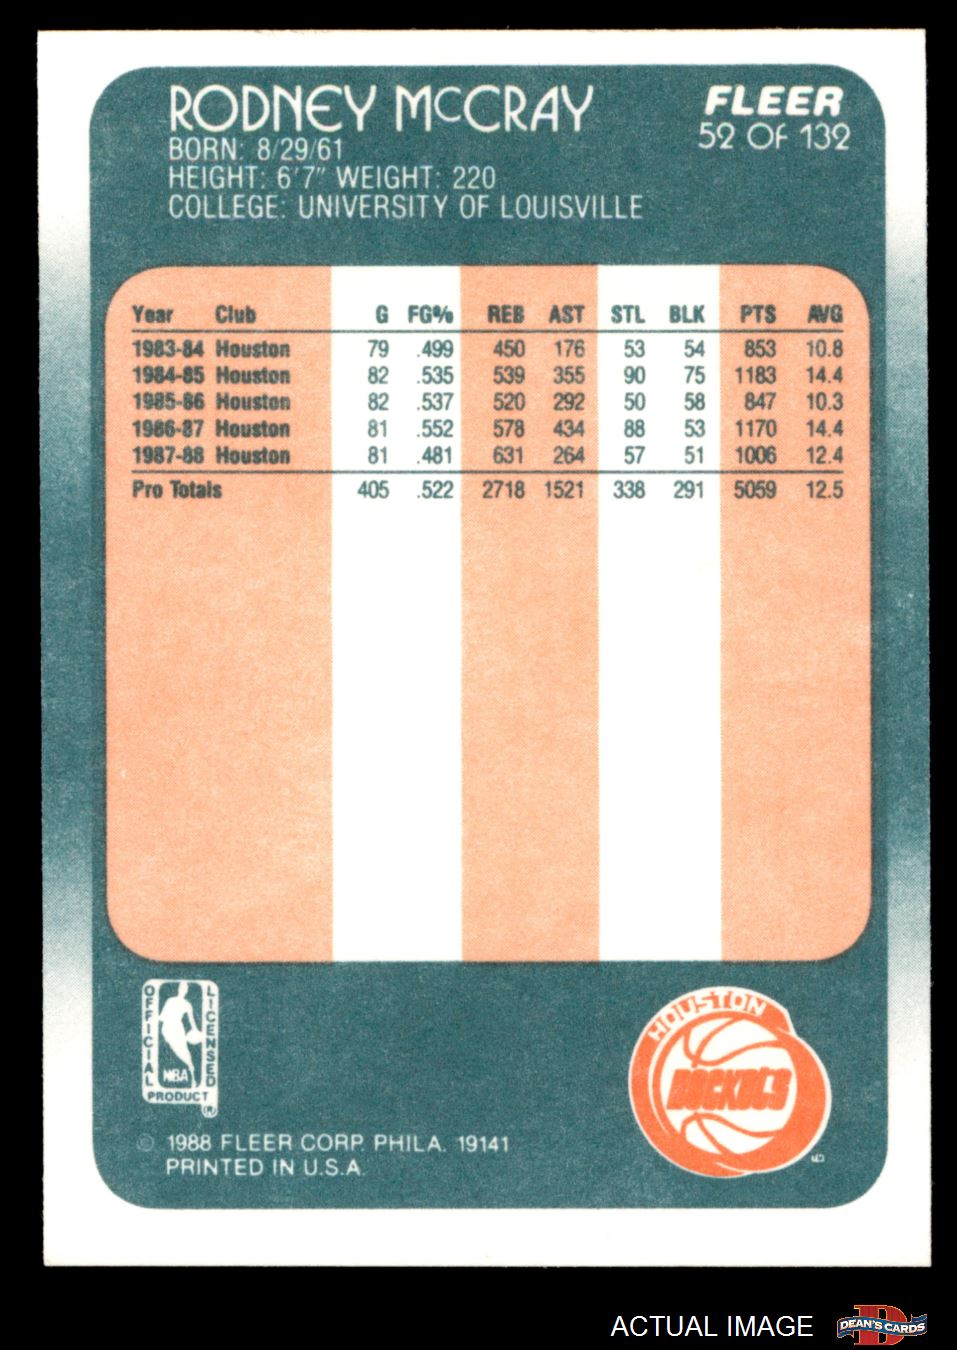 RODNEY McCRAY
BORN: 8/29/61
HEIGHT: 6'7" WEIGHT: 220
COLLEGE: UNIVERSITY OF LOUISVILLE
FLEER
52 OF 132
Year Club G FG% REB AST STL BLK PTS AVG
1983-84 Houston 79 .499 450 176 53 54 853 10.8
1984-85 Houston 82 .535 539 355 90 75 1183 14.4
1985-86 Houston 82 .537 520 292 50 58 847 10.3
1986-87 Houston 81 .552 578 434 88 53 1170 14.4
1987-88 Houston 81 .481 631 264 57 51 1006 12.4
Pro Totals 405 .522 2718 1521 338 291 5059 12.5
OFFICIAL
LICENSED
NBA
PRODUCT
®
HOUSTON
ROCKETS
© 1988 FLEER CORP. PHILA. 19141
PRINTED IN U.S.A.
ACTUAL IMAGE
D
DEAN'S CARDS